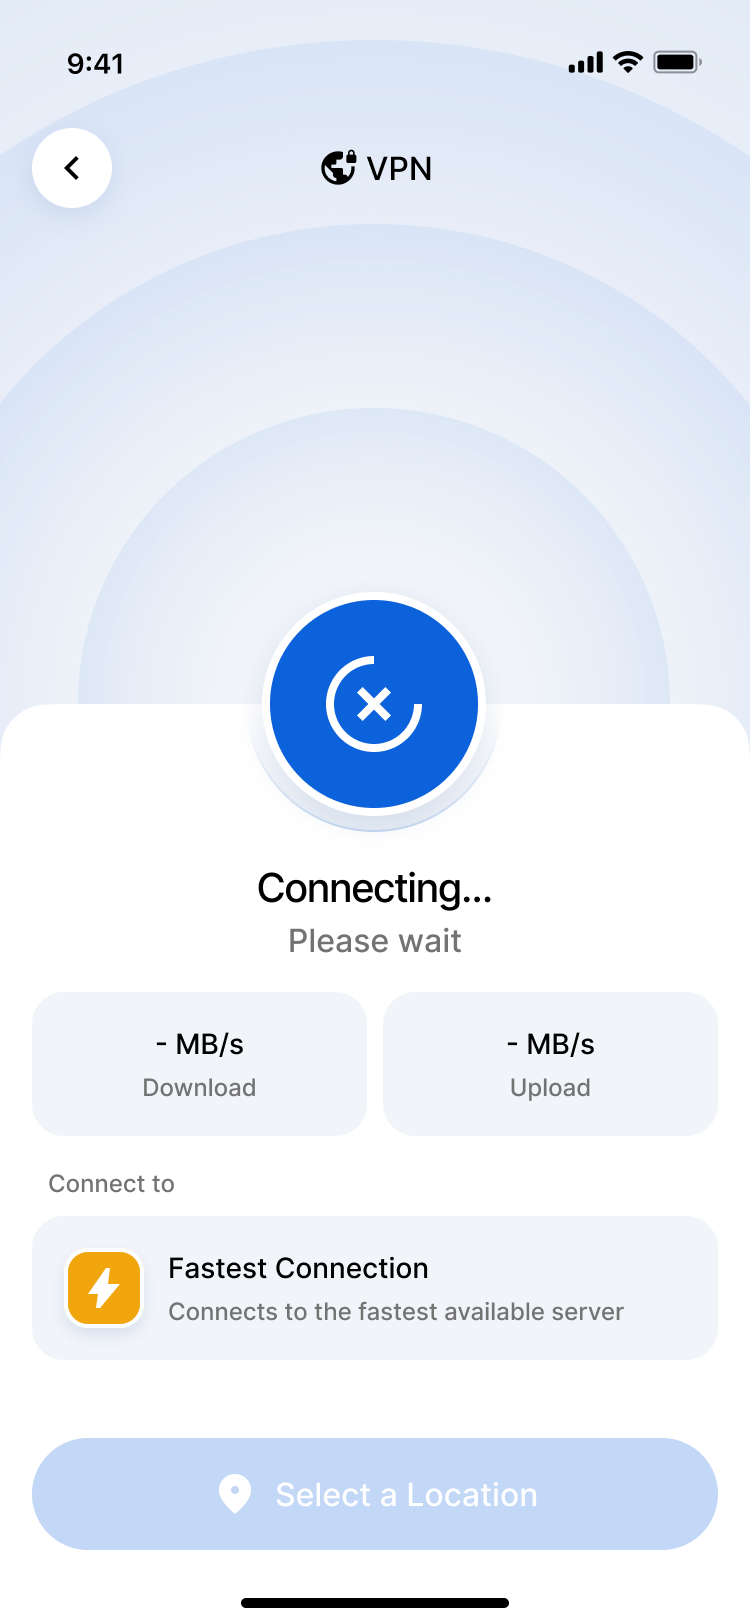 9:41
VPN
Connecting...
Please wait
- MB/s
Download
- MB/s
Upload
Connect to
Fastest Connection
Connects to the fastest available server
Select a Location